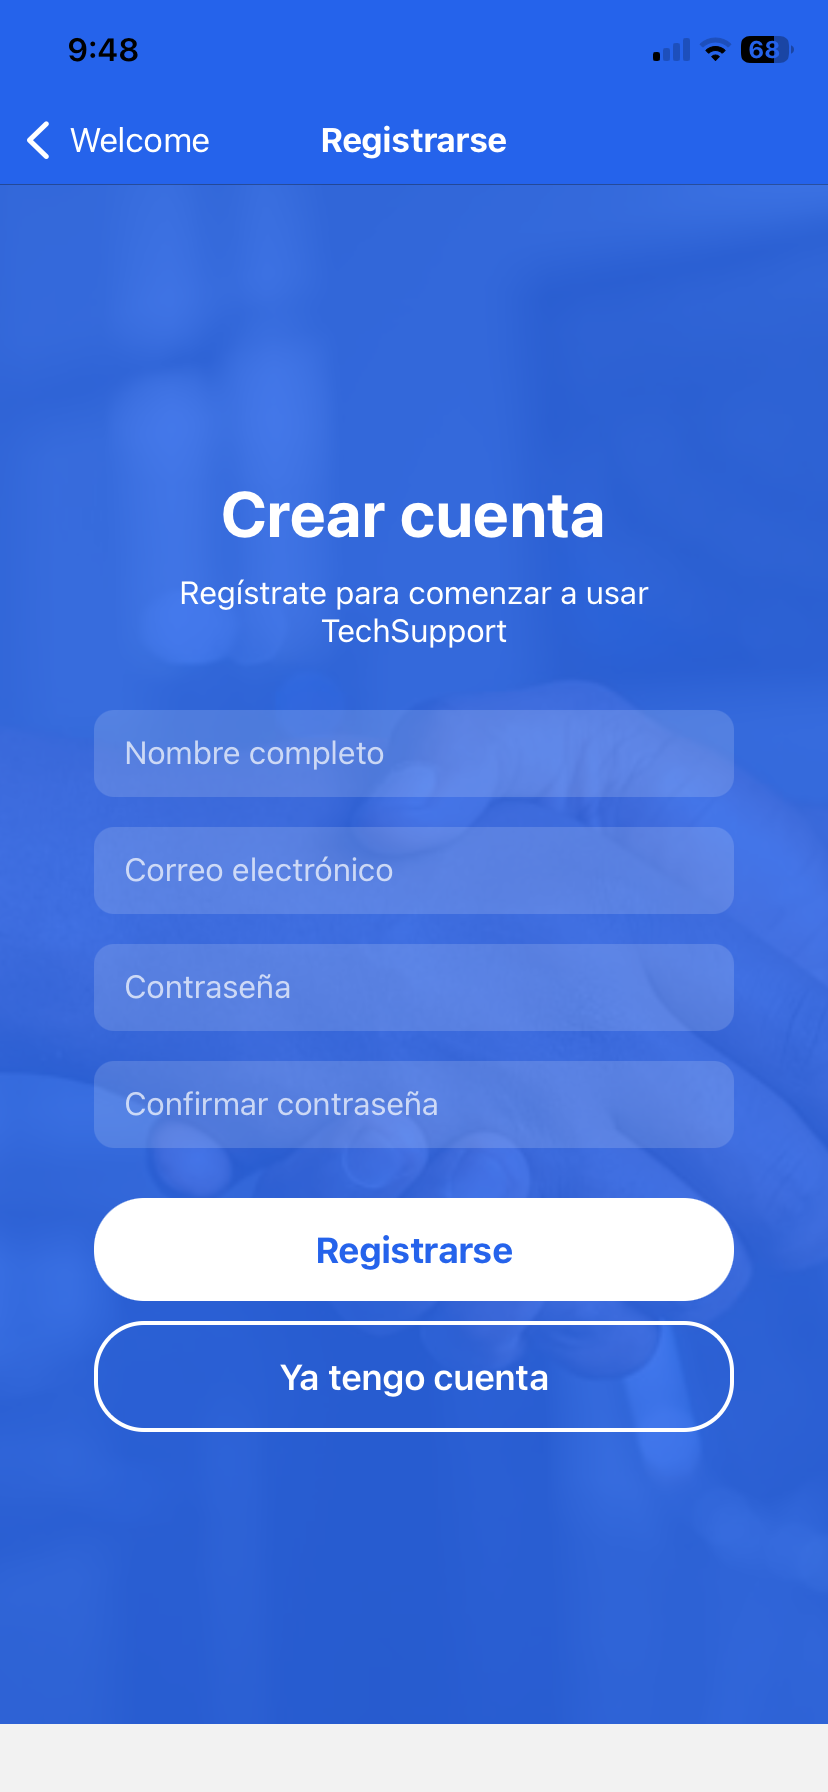 9:48
68
Welcome
Registrarse
Crear cuenta
Regístrate para comenzar a usar
TechSupport
Nombre completo
Correo electrónico
Contraseña
Confirmar contraseña
Registrarse
Ya tengo cuenta